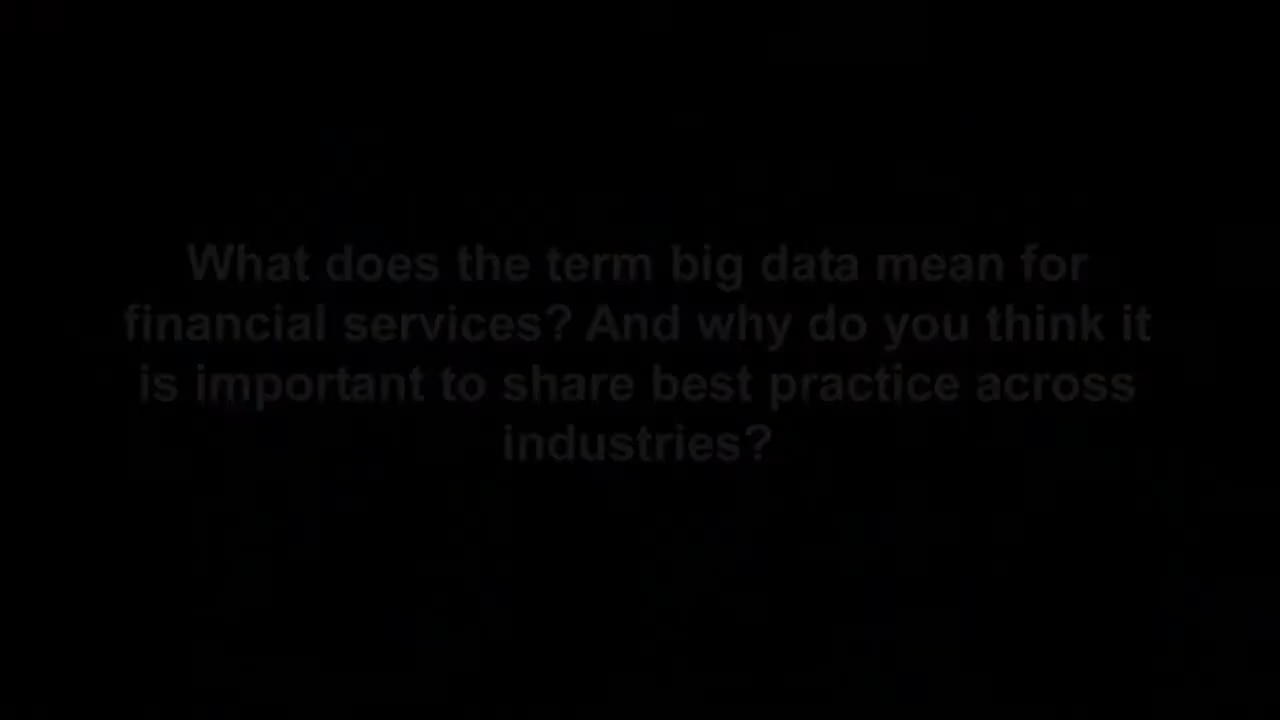 What does the term big data mean for
financial services? And why do you think it
is important to share best practice across
industries?